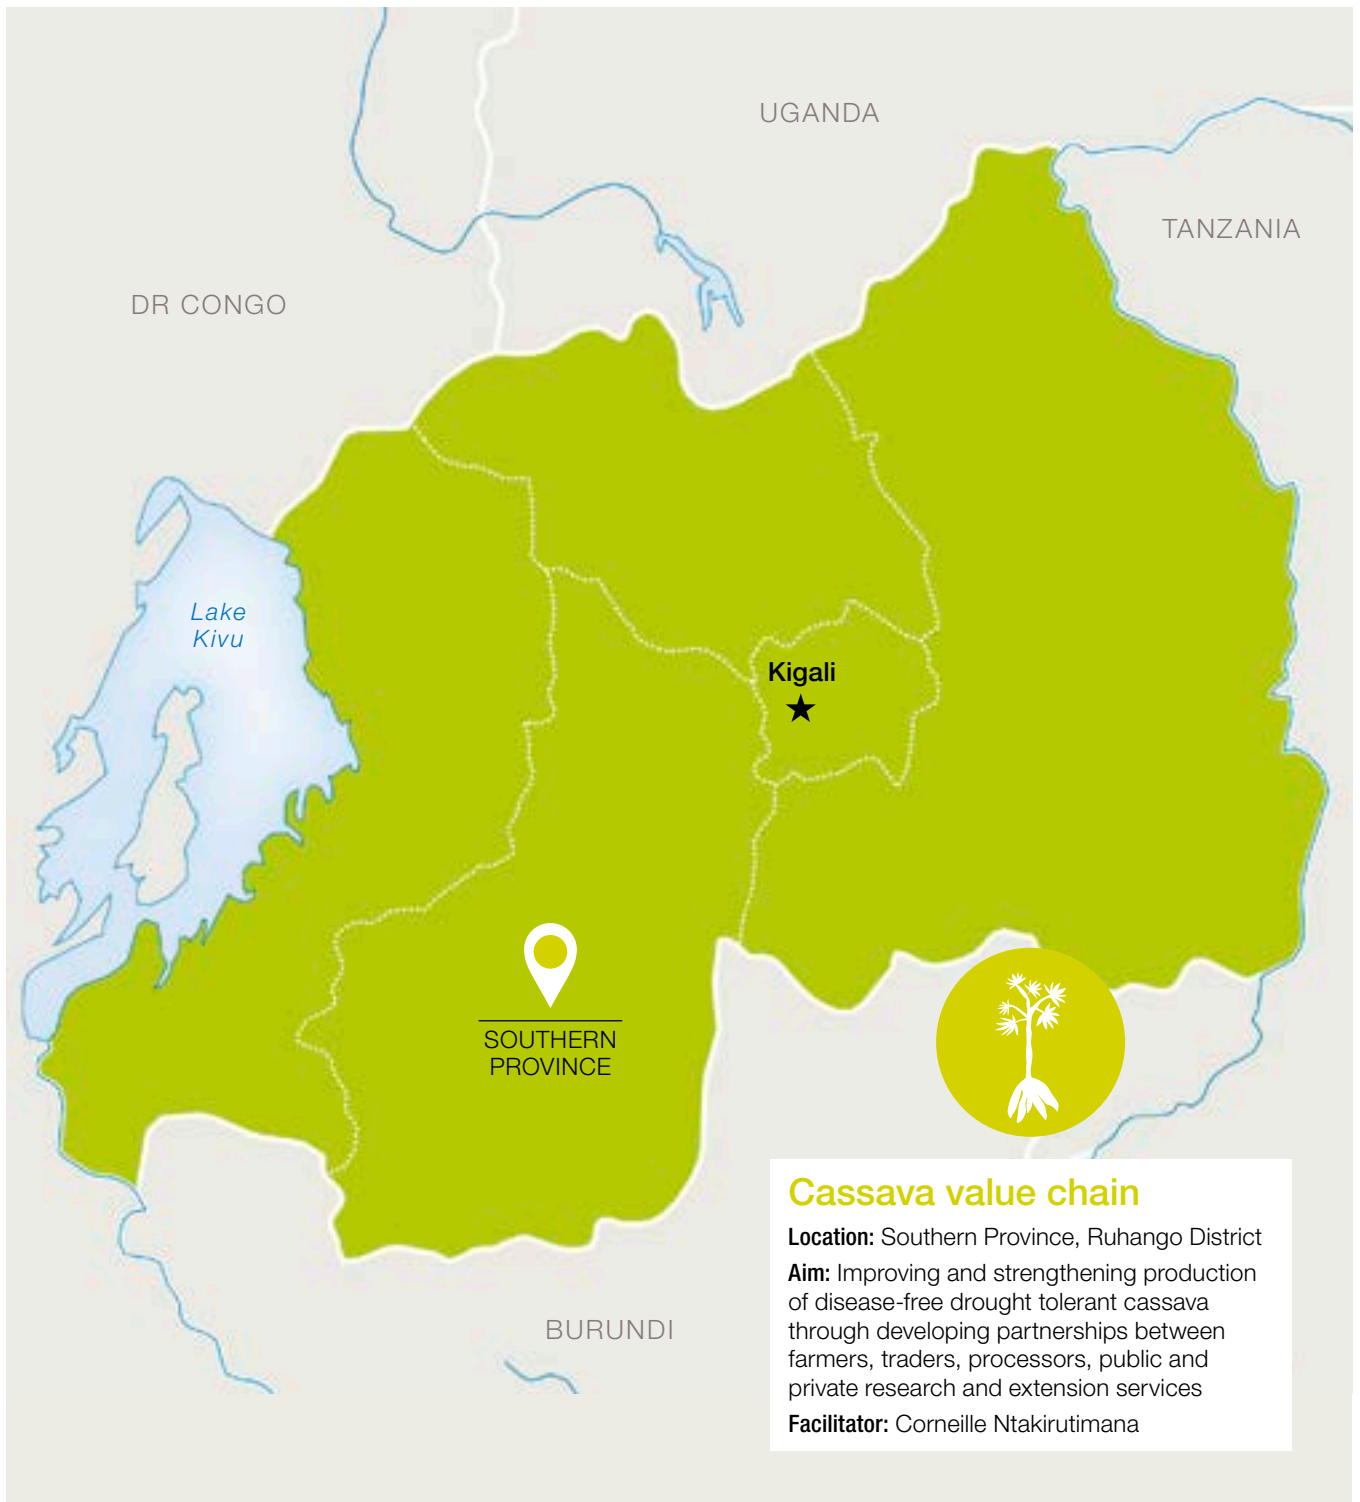 UGANDA
TANZANIA
DR CONGO
Lake
Kivu
Kigali
SOUTHERN
PROVINCE
Cassava value chain
Location: Southern Province, Ruhango District
Aim: Improving and strengthening production
of disease-free drought tolerant cassava
through developing partnerships between
farmers, traders, processors, public and
private research and extension services
Facilitator: Corneille Ntakirutimana
BURUNDI